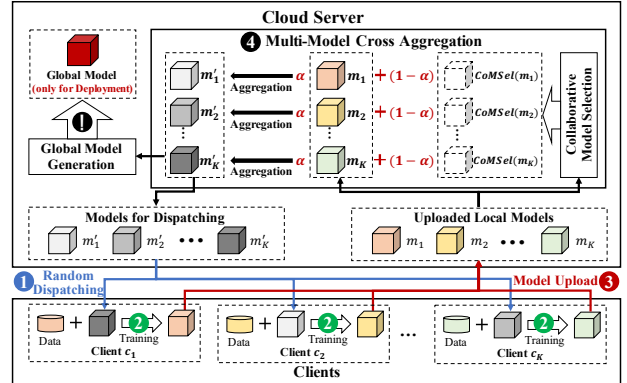 Cloud Server
4 Multi-Model Cross Aggregation
Global Model
(only for Deployment)
!
Global Model
Generation
m′1 Aggregation α m1 + (1 − α) CoMSel(m1)
m′2 Aggregation α m2 + (1 − α) CoMSel(m2)
m′K Aggregation α mK + (1 − α) CoMSel(mK)
Collaborative
Model Selection
Models for Dispatching
m′1 m′2 ••• m′K
Uploaded Local Models
m1 m2 ••• mK
1 Random
Dispatching
Model Upload 3
Data + 2 Training
Client c1
Data + 2 Training
Client c2
...
Data + 2 Training
Client cK
Clients